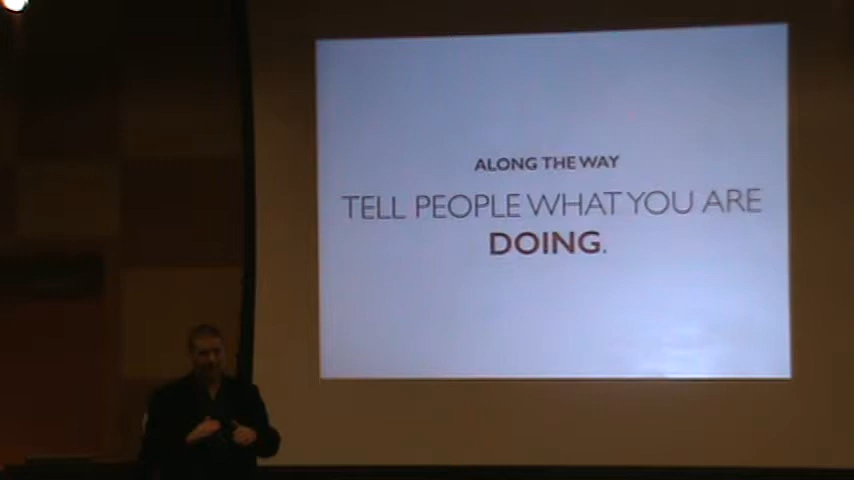 ALONG THE WAY
TELL PEOPLE WHAT YOU ARE
DOING.